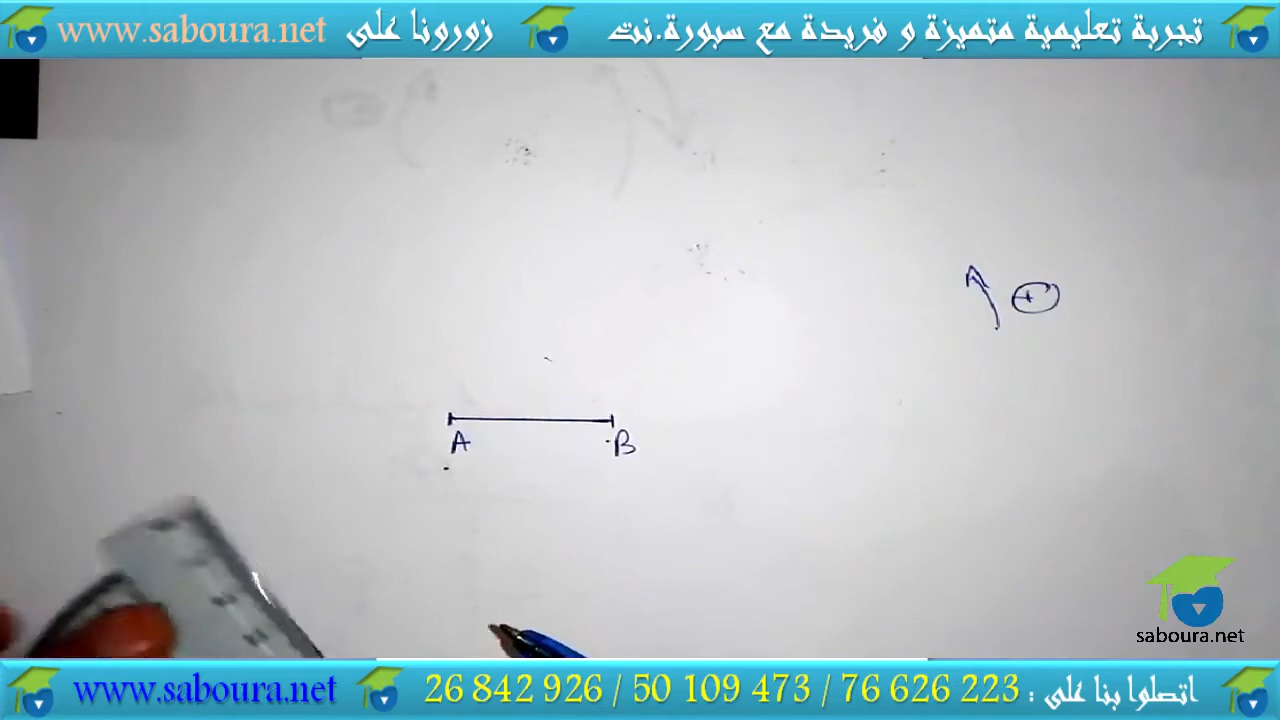 تجربة تعليمية متميزة و فريدة مع سبورة.نت زورونا على www.saboura.net
+
A B
saboura.net
اتصلوا بنا على : 26 842 926 / 50 109 473 / 76 626 223 www.saboura.net